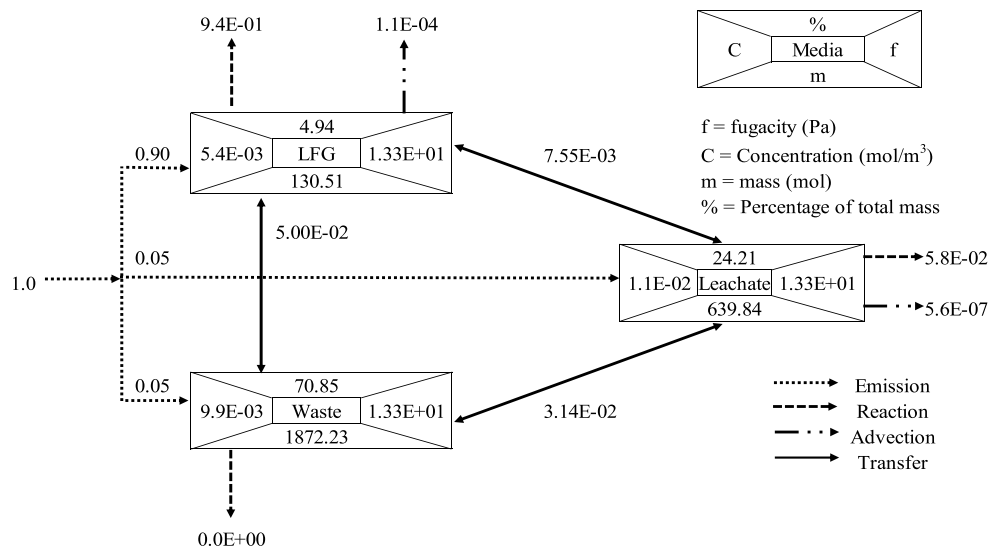 9.4E-01
1.1E-04
%
C
Media
f
m
4.94
5.4E-03
LFG
1.33E+01
130.51
0.90
7.55E-03
f = fugacity (Pa)
C = Concentration (mol/m³)
m = mass (mol)
% = Percentage of total mass
5.00E-02
0.05
1.0
24.21
1.1E-02
Leachate
1.33E+01
639.84
5.8E-02
5.6E-07
0.05
70.85
9.9E-03
Waste
1.33E+01
1872.23
3.14E-02
Emission
Reaction
Advection
Transfer
0.0E+00